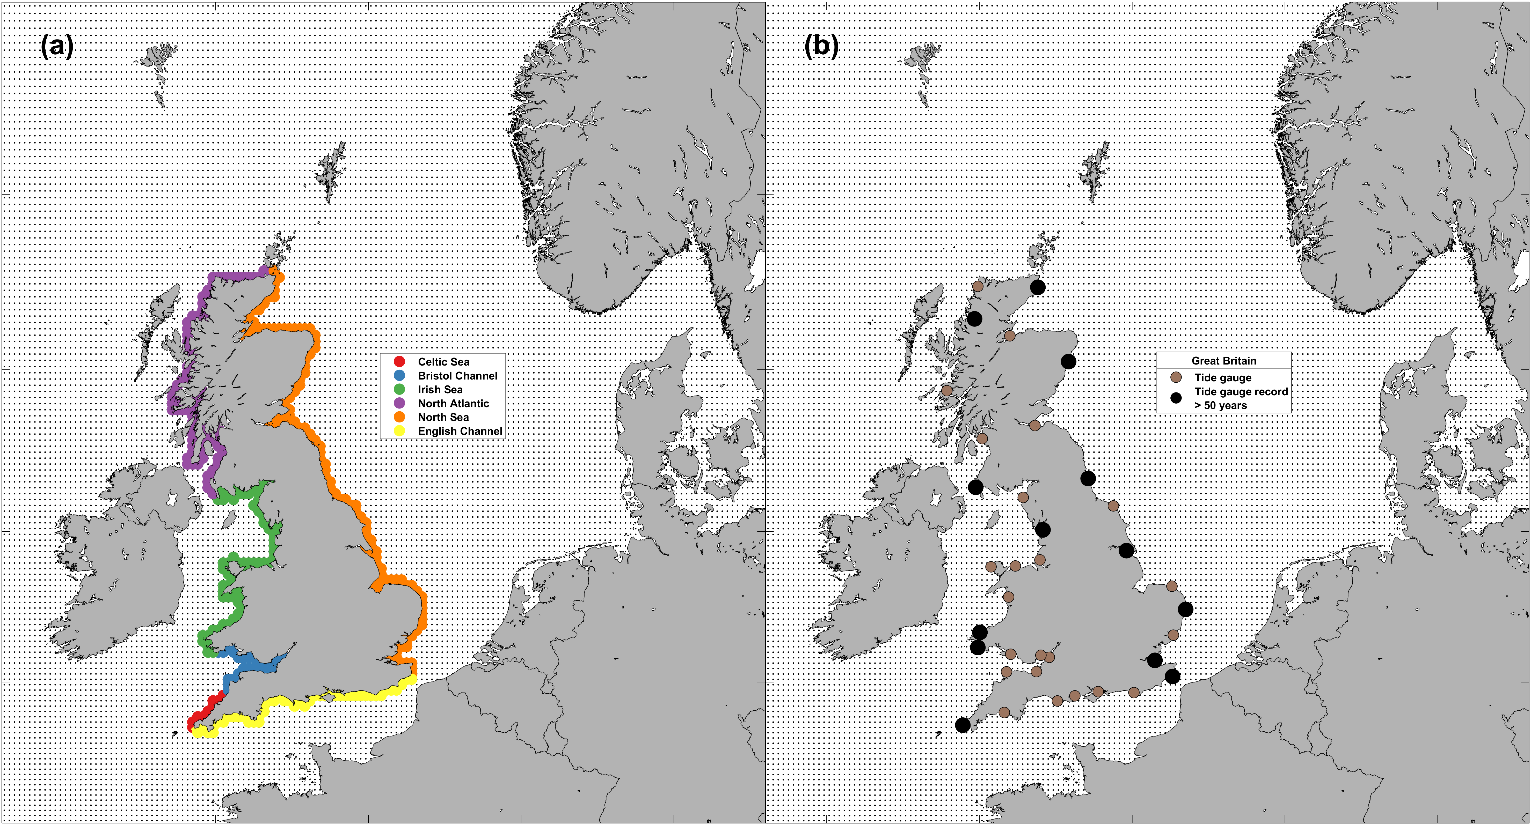 (a)
Celtic Sea
Bristol Channel
Irish Sea
North Atlantic
North Sea
English Channel
(b)
Great Britain
Tide gauge
Tide gauge record
> 50 years